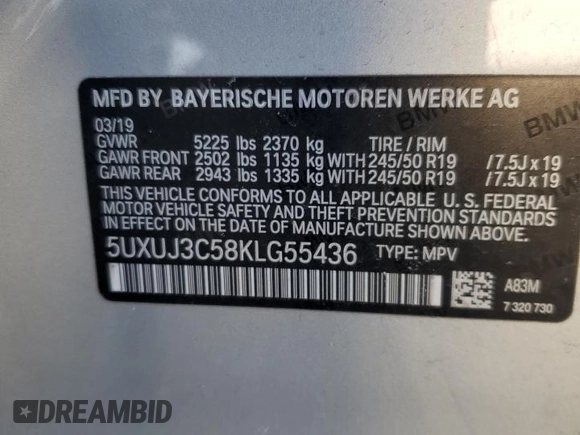 MFD BY BAYERISCHE MOTOREN WERKE AG
03/19
GVWR 5225 lbs 2370 kg TIRE / RIM
GAWR FRONT 2502 lbs 1135 kg WITH 245/50 R19 /7.5J x 19
GAWR REAR 2943 lbs 1335 kg WITH 245/50 R19 /7.5J x 19
THIS VEHICLE CONFORMS TO ALL APPLICABLE U. S. FEDERAL
MOTOR VEHICLE SAFETY AND THEFT PREVENTION STANDARDS
IN EFFECT ON THE DATE OF MANUFACTURE SHOWN ABOVE.
5UXUJ3C58KLG55436 TYPE: MPV
A83M
7 320 730
DREAMBID